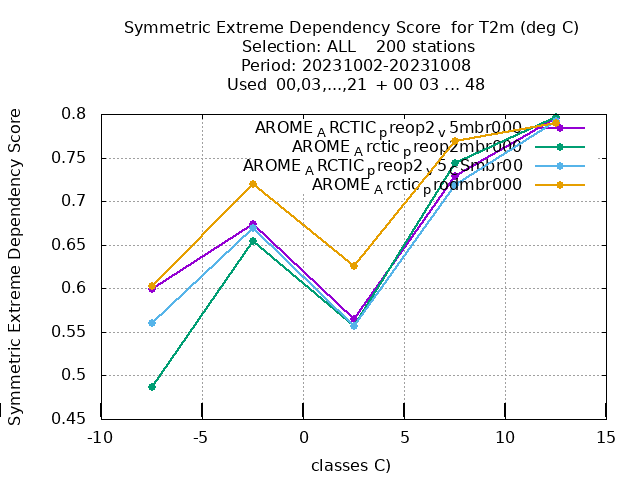 Symmetric Extreme Dependency Score for T2m (deg C)
Selection: ALL 200 stations
Period: 20231002-20231008
Used 00,03,...,21 + 00 03 ... 48
Symmetric Extreme Dependency Score
0.8
0.75
0.7
0.65
0.6
0.55
0.5
0.45
AROME_ARCTIC_preop2_v5mbr000
AROME_Arctic_preop2mbr000
AROME_ARCTIC_preop2_v5CSmbr00
AROME_Arctic_prodmbr000
-10 -5 0 5 10 15
classes C)